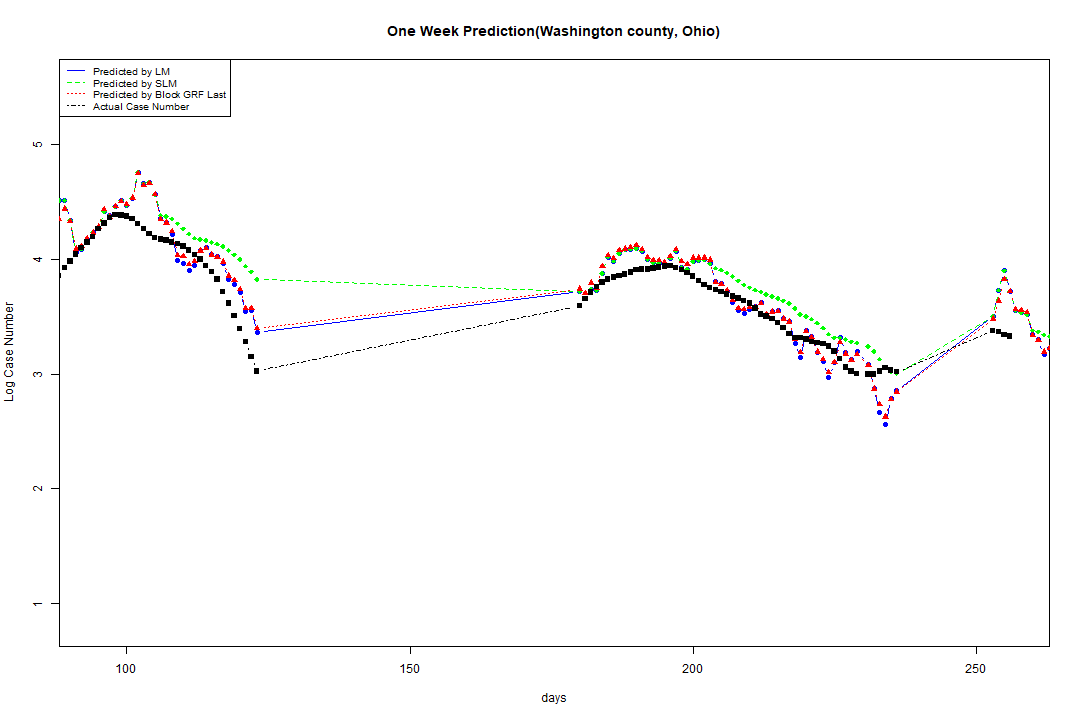 One Week Prediction(Washington county, Ohio)
Predicted by LM
Predicted by SLM
Predicted by Block GRF Last
Actual Case Number
5
4
3
2
1
Log Case Number
100
150
200
250
days